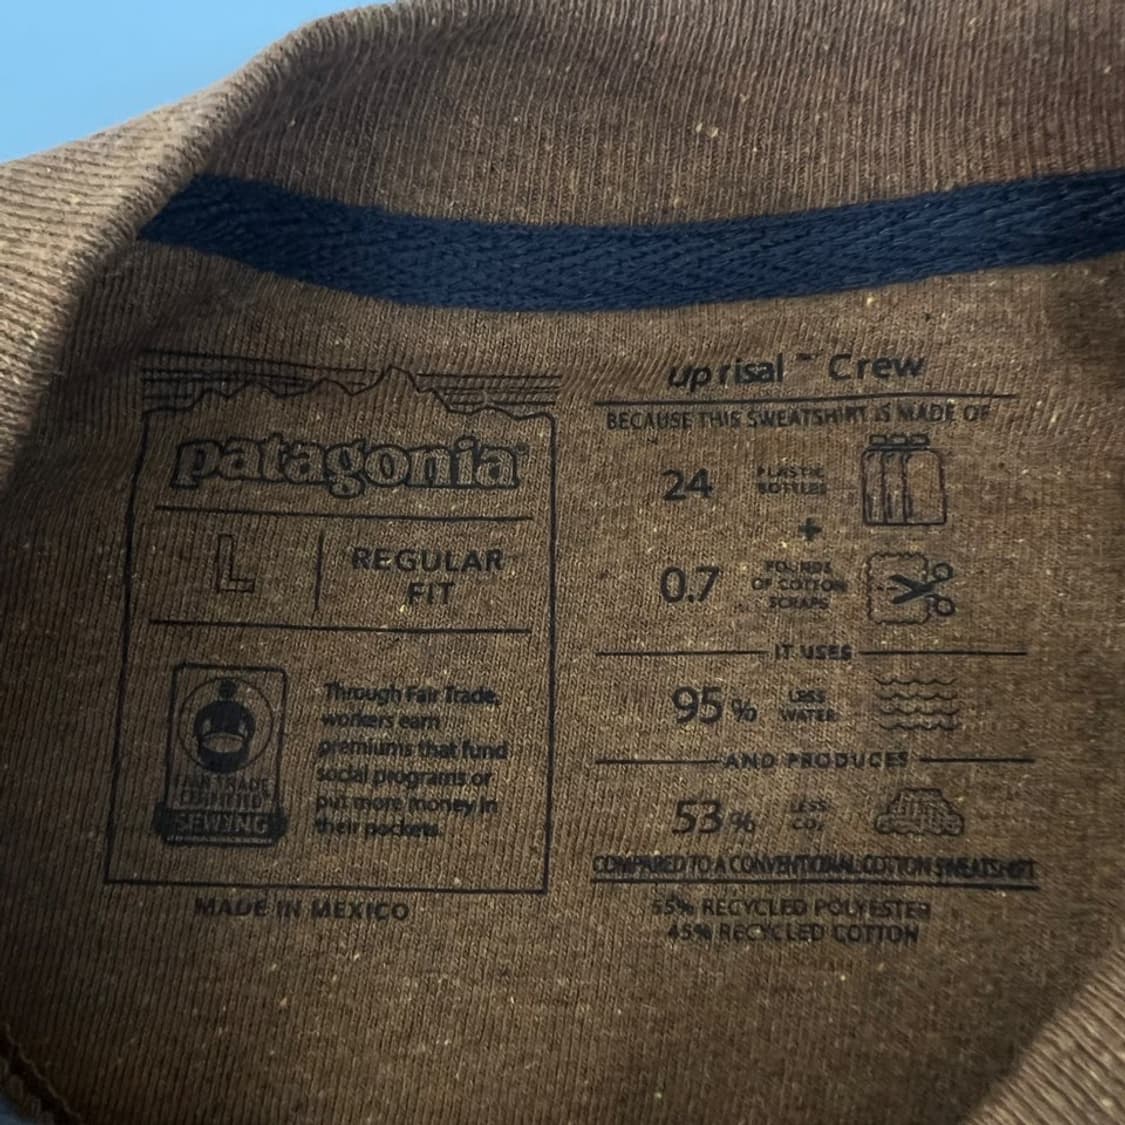 patagonia
L
REGULAR
FIT
FAIR TRADE
CERTIFIED
SEWING
Through Fair Trade,
workers earn
premiums that fund
social programs or
put more money in
their pockets.
MADE IN MEXICO
uprisal™ Crew
BECAUSE THIS SWEATSHIRT IS MADE OF
24 PLASTIC
BOTTLES
+
0.7 POUNDS
OF COTTON
SCRAPS
IT USES
95% LESS
WATER
AND PRODUCES
53% LESS
CO₂
COMPARED TO A CONVENTIONAL COTTON SWEATSHIRT
55% RECYCLED POLYESTER
45% RECYCLED COTTON